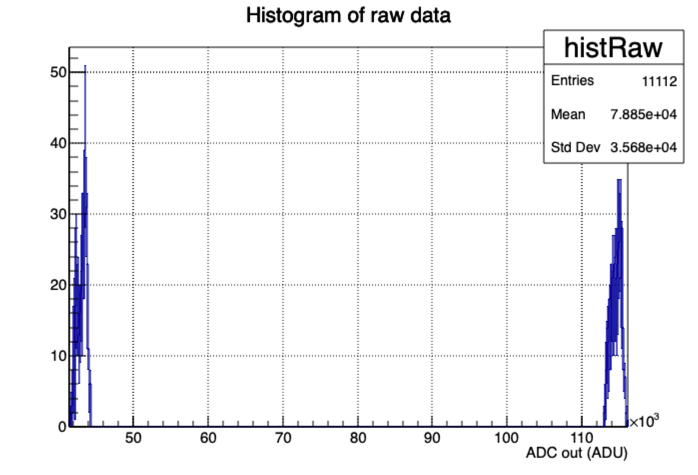 Histogram of raw data
histRaw
Entries 11112
Mean 7.885e+04
Std Dev 3.568e+04
50
40
30
20
10
0
50 60 70 80 90 100 110
×10³
ADC out (ADU)